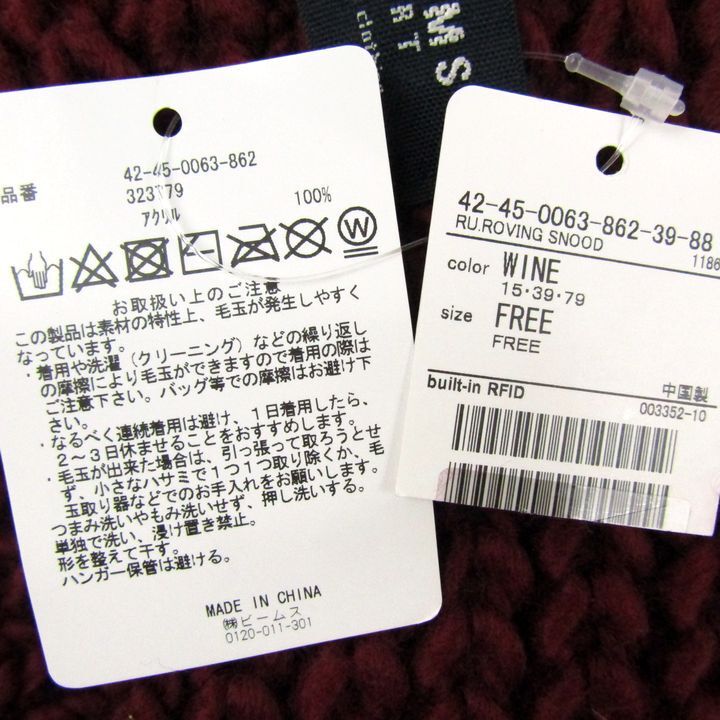 MS
RT
品番
42-45-0063-862
アクリル
100%
W
お取扱い上のご注意
この製品は素材の特性上、毛玉が発生しやすく
なっています。
・着用や洗濯（クリーニング）などの繰り返し
の摩擦により毛玉ができますので着用の際は
ご注意下さい。バッグ等での摩擦はお避け下
さい。
・なるべく連続着用は避け、1日着用したら、
2～3日休ませることをおすすめします。
・毛玉が出来た場合は、引っ張って取ろうとせ
ず、小さなハサミで1つ1つ取り除くか、毛
玉取り器などでのお手入れをお願いします。
つまみ洗いやもみ洗いせず、押し洗いする。
単独で洗い、浸け置き禁止。
形を整えて干す。
ハンガー保管は避ける。
MADE IN CHINA
㈱ビームス
0120-011-301
42-45-0063-862-39-88
RU.ROVING SNOOD
1186
color WINE
15・39・79
size FREE
FREE
built-in RFID
中国製
003352-10